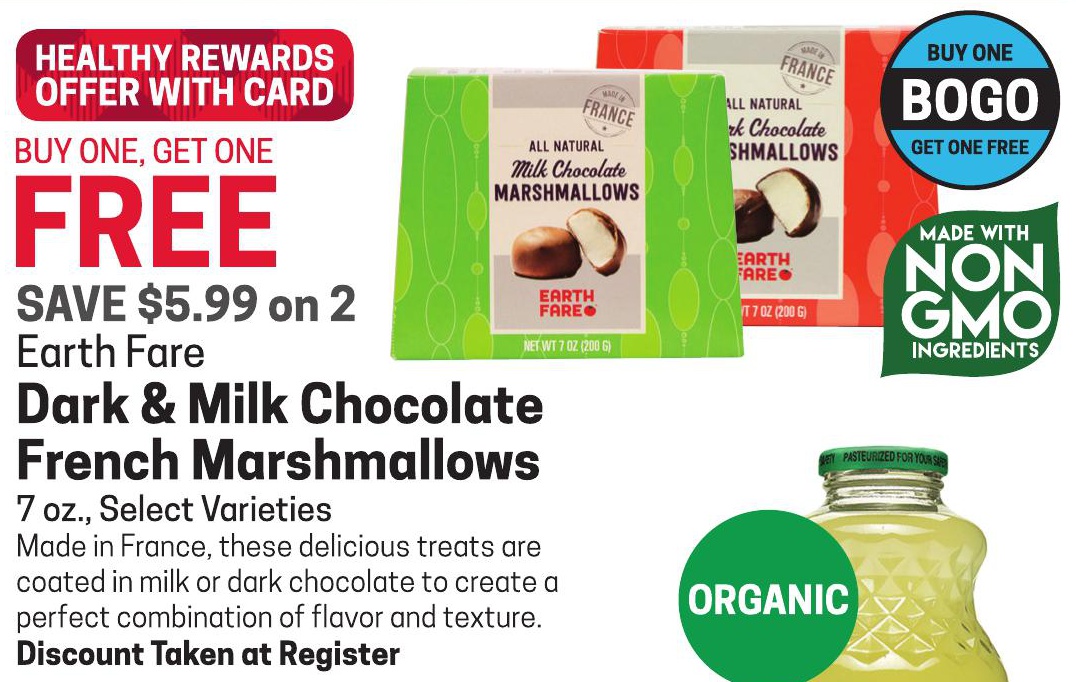 HEALTHY REWARDS
OFFER WITH CARD
BUY ONE, GET ONE
FREE
SAVE $5.99 on 2
Earth Fare
Dark & Milk Chocolate
French Marshmallows
7 oz., Select Varieties
Made in France, these delicious treats are
coated in milk or dark chocolate to create a
perfect combination of flavor and texture.
Discount Taken at Register
MADE IN
FRANCE
ALL NATURAL
Milk Chocolate
MARSHMALLOWS
EARTH
FARE
NET WT 7 OZ (200 G)
MADE IN
FRANCE
ALL NATURAL
rk Chocolate
SHMALLOWS
EARTH
FARE
WT 7 OZ (200 G)
BUY ONE
BOGO
GET ONE FREE
MADE WITH
NON
GMO
INGREDIENTS
PASTEURIZED FOR YOUR SAFETY
ORGANIC